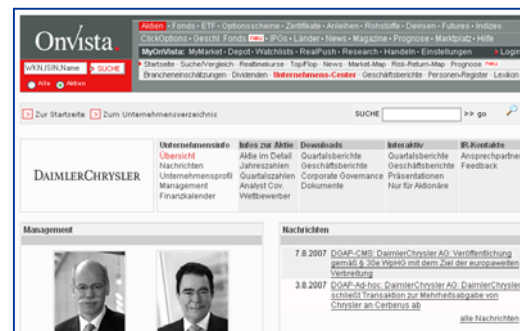 Onvista
WKN,ISIN,Name SUCHE
Alle Aktien
Aktien Fonds ETF Optionsscheine Zertifikate Anleihen Rohstoffe Devisen Futures Indizes
ClickOptions Geschl. Fonds neu IPOs Länder News Magazine Prognose Marktplatz Hilfe
MyOnVista: MyMarket Depot Watchlists RealPush Research Handeln Einstellungen Login
Startseite Suche/Vergleich Realtimekurse Top/Flop News Market-Map Risk-Return-Map Prognose neu
Brancheneinschätzungen Dividenden Unternehmens-Center Geschäftsberichte Personen-Register Lexikon
Zur Startseite Zum Unternehmensverzeichnis SUCHE >> go
DAIMLERCHRYSLER
Unternehmensinfo
Übersicht
Nachrichten
Unternehmensprofil
Management
Finanzkalender
Infos zur Aktie
Aktie im Detail
Jahreszahlen
Quartalszahlen
Analyst Cov.
Wettbewerber
Downloads
Quartalsberichte
Geschäftsberichte
Corporate Governance
Dokumente
Interaktiv
Quartalsberichte
Geschäftsberichte
Präsentationen
Nur für Aktionäre
IR-Kontakte
Ansprechpartner
Feedback
Management
Nachrichten
7.8.2007 DGAP-CMS: DaimlerChrysler AG: Veröffentlichung
gemäß § 30e WpHG mit dem Ziel der europaweiten
Verbreitung
3.8.2007 DGAP-Ad-hoc: DaimlerChrysler AG: DaimlerChrysler
schließt Transaktion zur Mehrheitsabgabe von
Chrysler an Cerberus ab
alle Nachrichten